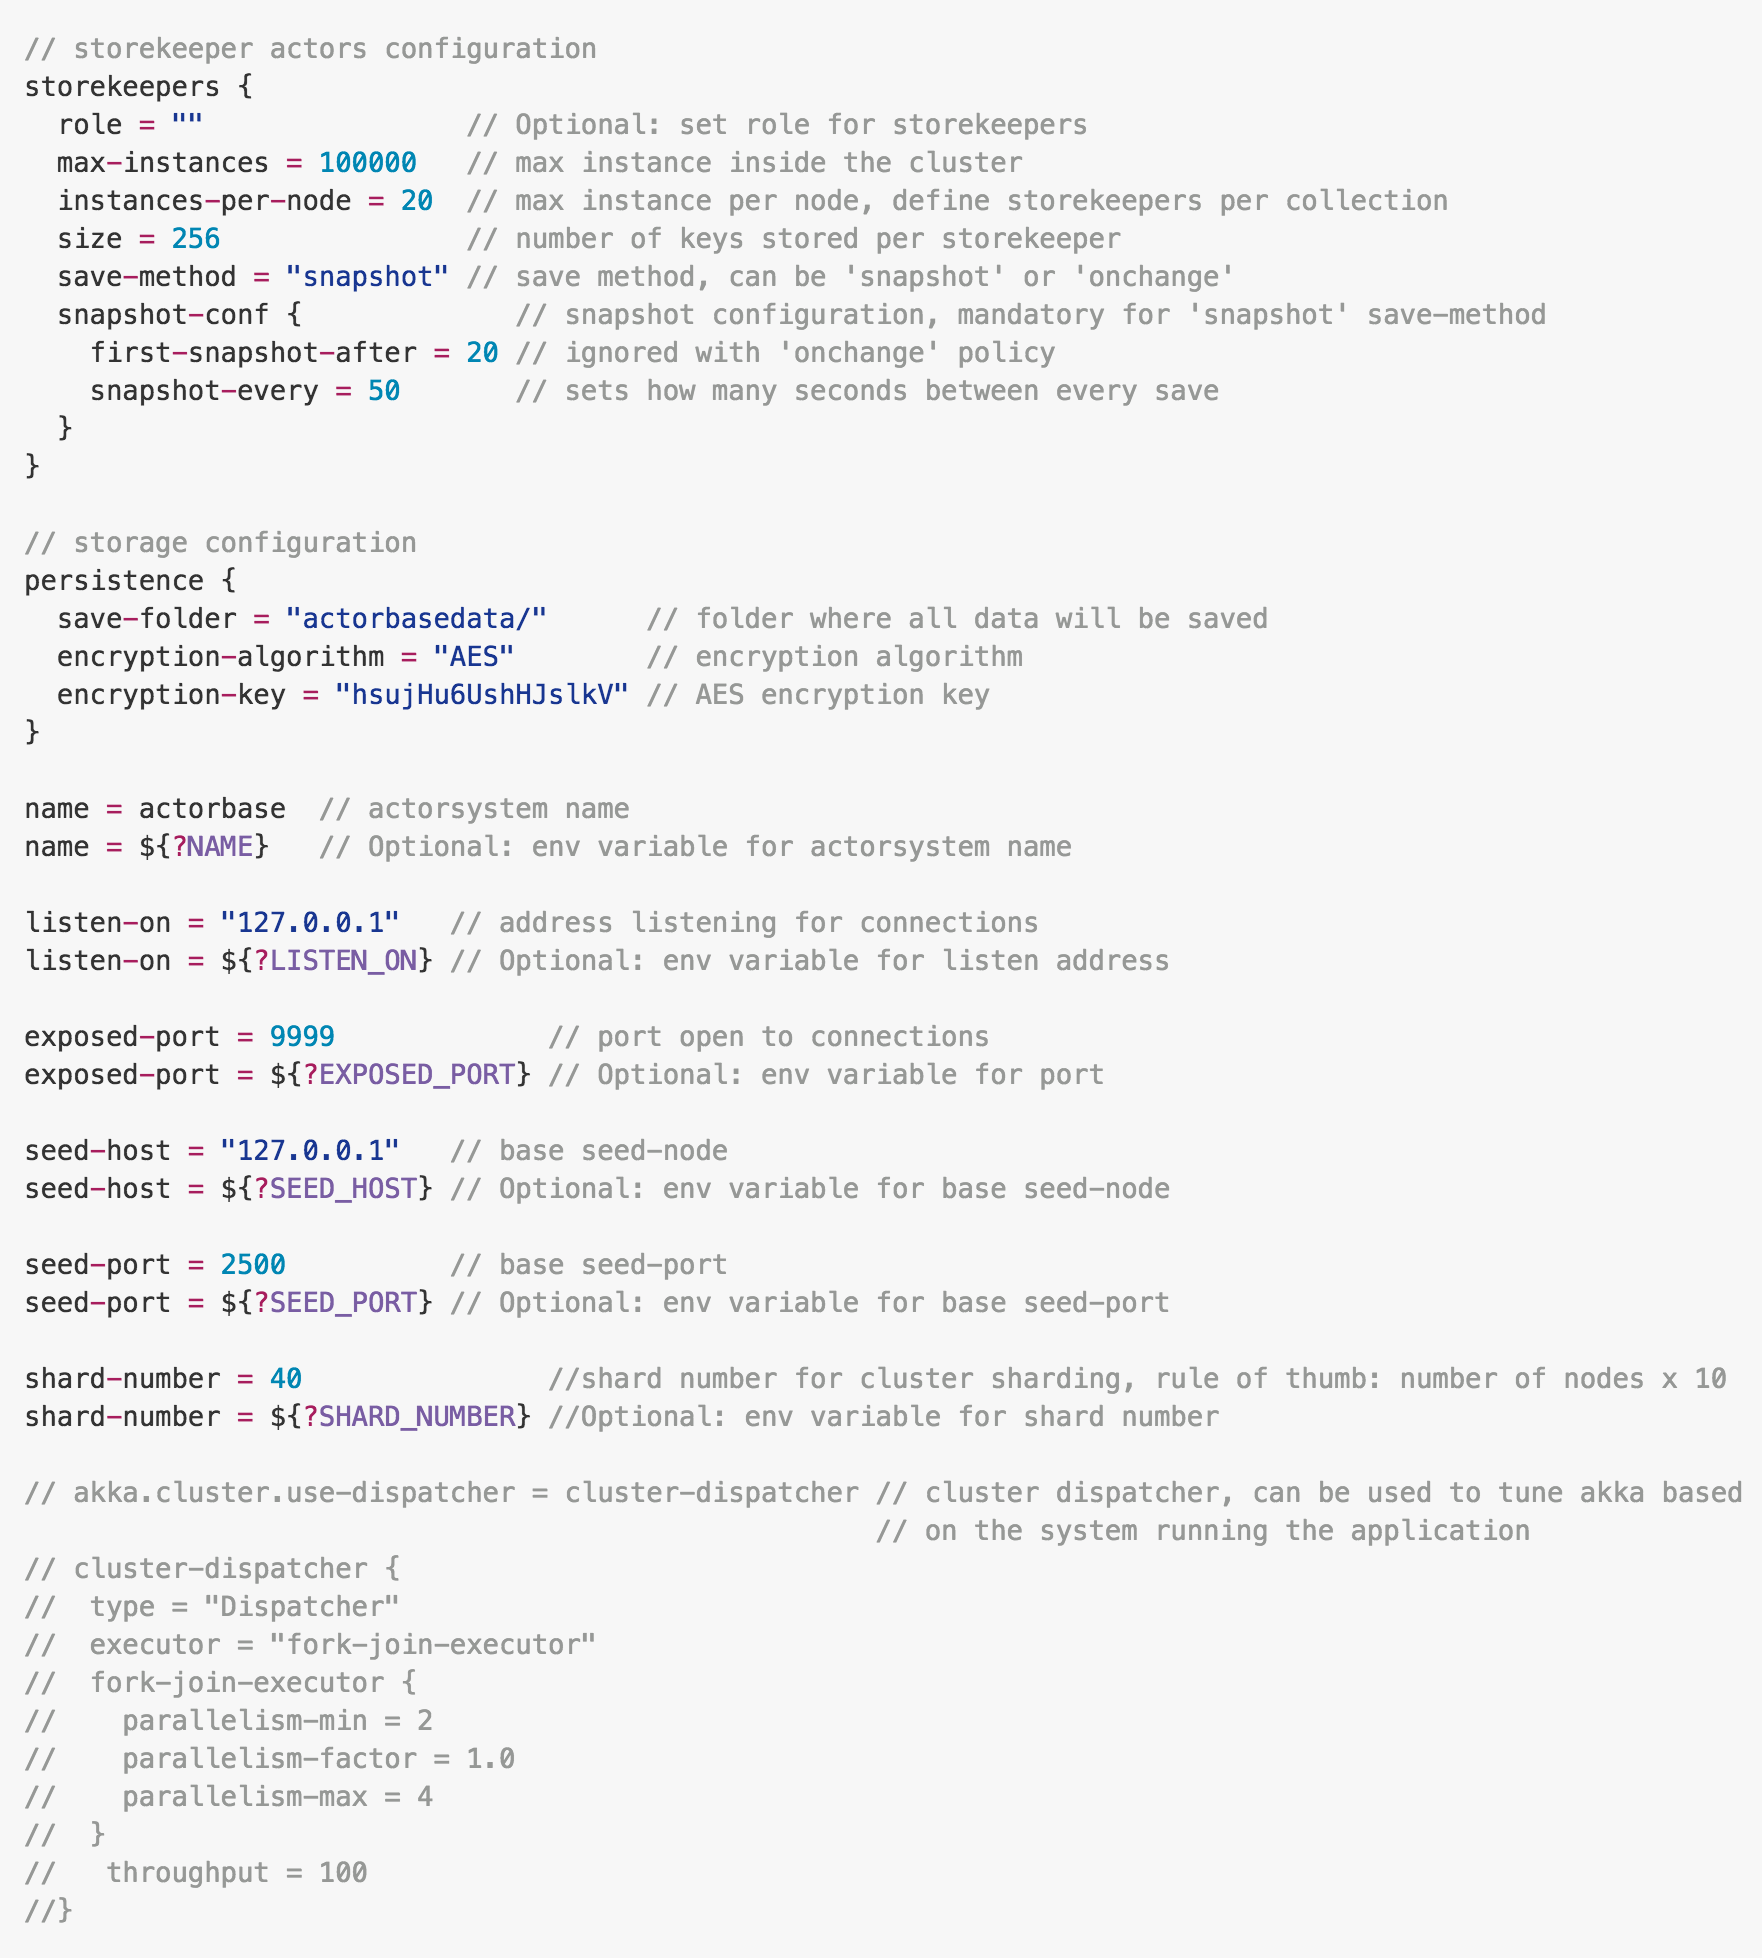 // storekeeper actors configuration
storekeepers {
  role = ""                // Optional: set role for storekeepers
  max-instances = 100000   // max instance inside the cluster
  instances-per-node = 20  // max instance per node, define storekeepers per collection
  size = 256               // number of keys stored per storekeeper
  save-method = "snapshot" // save method, can be 'snapshot' or 'onchange'
  snapshot-conf {             // snapshot configuration, mandatory for 'snapshot' save-method
    first-snapshot-after = 20 // ignored with 'onchange' policy
    snapshot-every = 50       // sets how many seconds between every save
  }
}

// storage configuration
persistence {
  save-folder = "actorbasedata/"      // folder where all data will be saved
  encryption-algorithm = "AES"        // encryption algorithm
  encryption-key = "hsujHu6UshHJslkV" // AES encryption key
}

name = actorbase  // actorsystem name
name = ${?NAME}   // Optional: env variable for actorsystem name

listen-on = "127.0.0.1"   // address listening for connections
listen-on = ${?LISTEN_ON} // Optional: env variable for listen address

exposed-port = 9999             // port open to connections
exposed-port = ${?EXPOSED_PORT} // Optional: env variable for port

seed-host = "127.0.0.1"   // base seed-node
seed-host = ${?SEED_HOST} // Optional: env variable for base seed-node

seed-port = 2500          // base seed-port
seed-port = ${?SEED_PORT} // Optional: env variable for base seed-port

shard-number = 40               //shard number for cluster sharding, rule of thumb: number of nodes x 10
shard-number = ${?SHARD_NUMBER} //Optional: env variable for shard number

// akka.cluster.use-dispatcher = cluster-dispatcher // cluster dispatcher, can be used to tune akka based
                                                    // on the system running the application
// cluster-dispatcher {
//  type = "Dispatcher"
//  executor = "fork-join-executor"
//  fork-join-executor {
//    parallelism-min = 2
//    parallelism-factor = 1.0
//    parallelism-max = 4
//  }
//   throughput = 100
//}